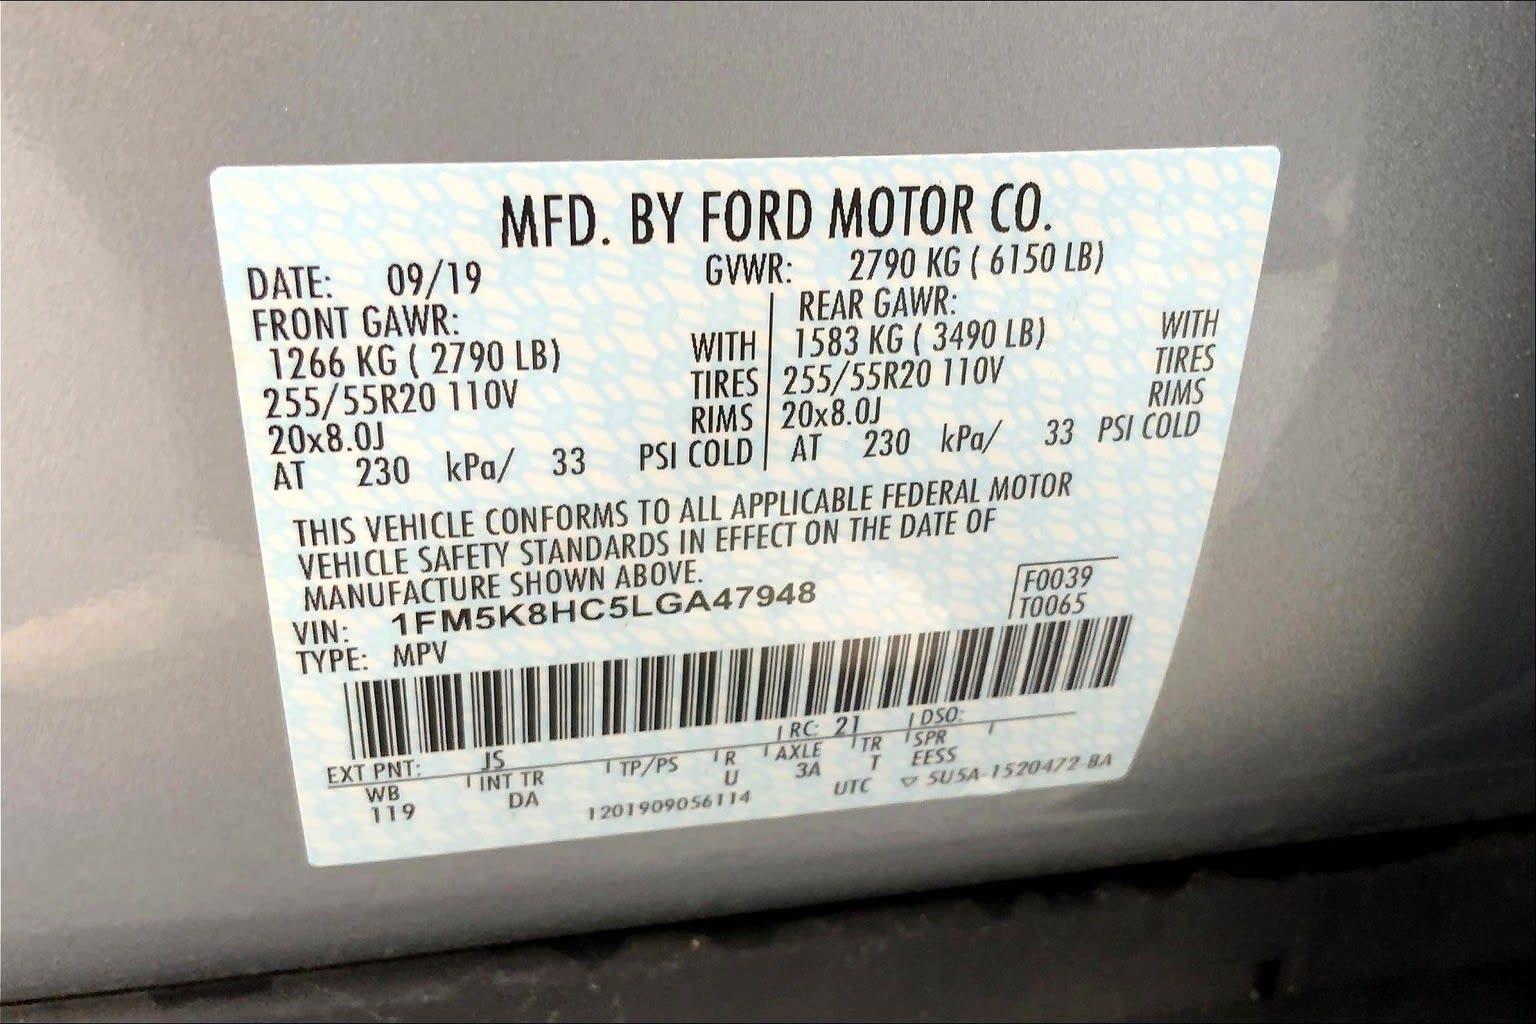 MFD. BY FORD MOTOR CO.
DATE: 09/19 GVWR: 2790 KG ( 6150 LB)
FRONT GAWR: REAR GAWR:
1266 KG ( 2790 LB) WITH 1583 KG ( 3490 LB) WITH
255/55R20 110V TIRES 255/55R20 110V TIRES
20x8.0J RIMS 20x8.0J RIMS
AT 230 kPa/ 33 PSI COLD AT 230 kPa/ 33 PSI COLD
THIS VEHICLE CONFORMS TO ALL APPLICABLE FEDERAL MOTOR
VEHICLE SAFETY STANDARDS IN EFFECT ON THE DATE OF
MANUFACTURE SHOWN ABOVE.
VIN: 1FM5K8HC5LGA47948 F0039
TYPE: MPV T0065
EXT PNT: JS RC: 21 DSO:
WB INT TR TP/PS R AXLE TR SPR
119 DA U 3A T EESS
1201909056114 UTC ▽ 5U5A-1520472-BA